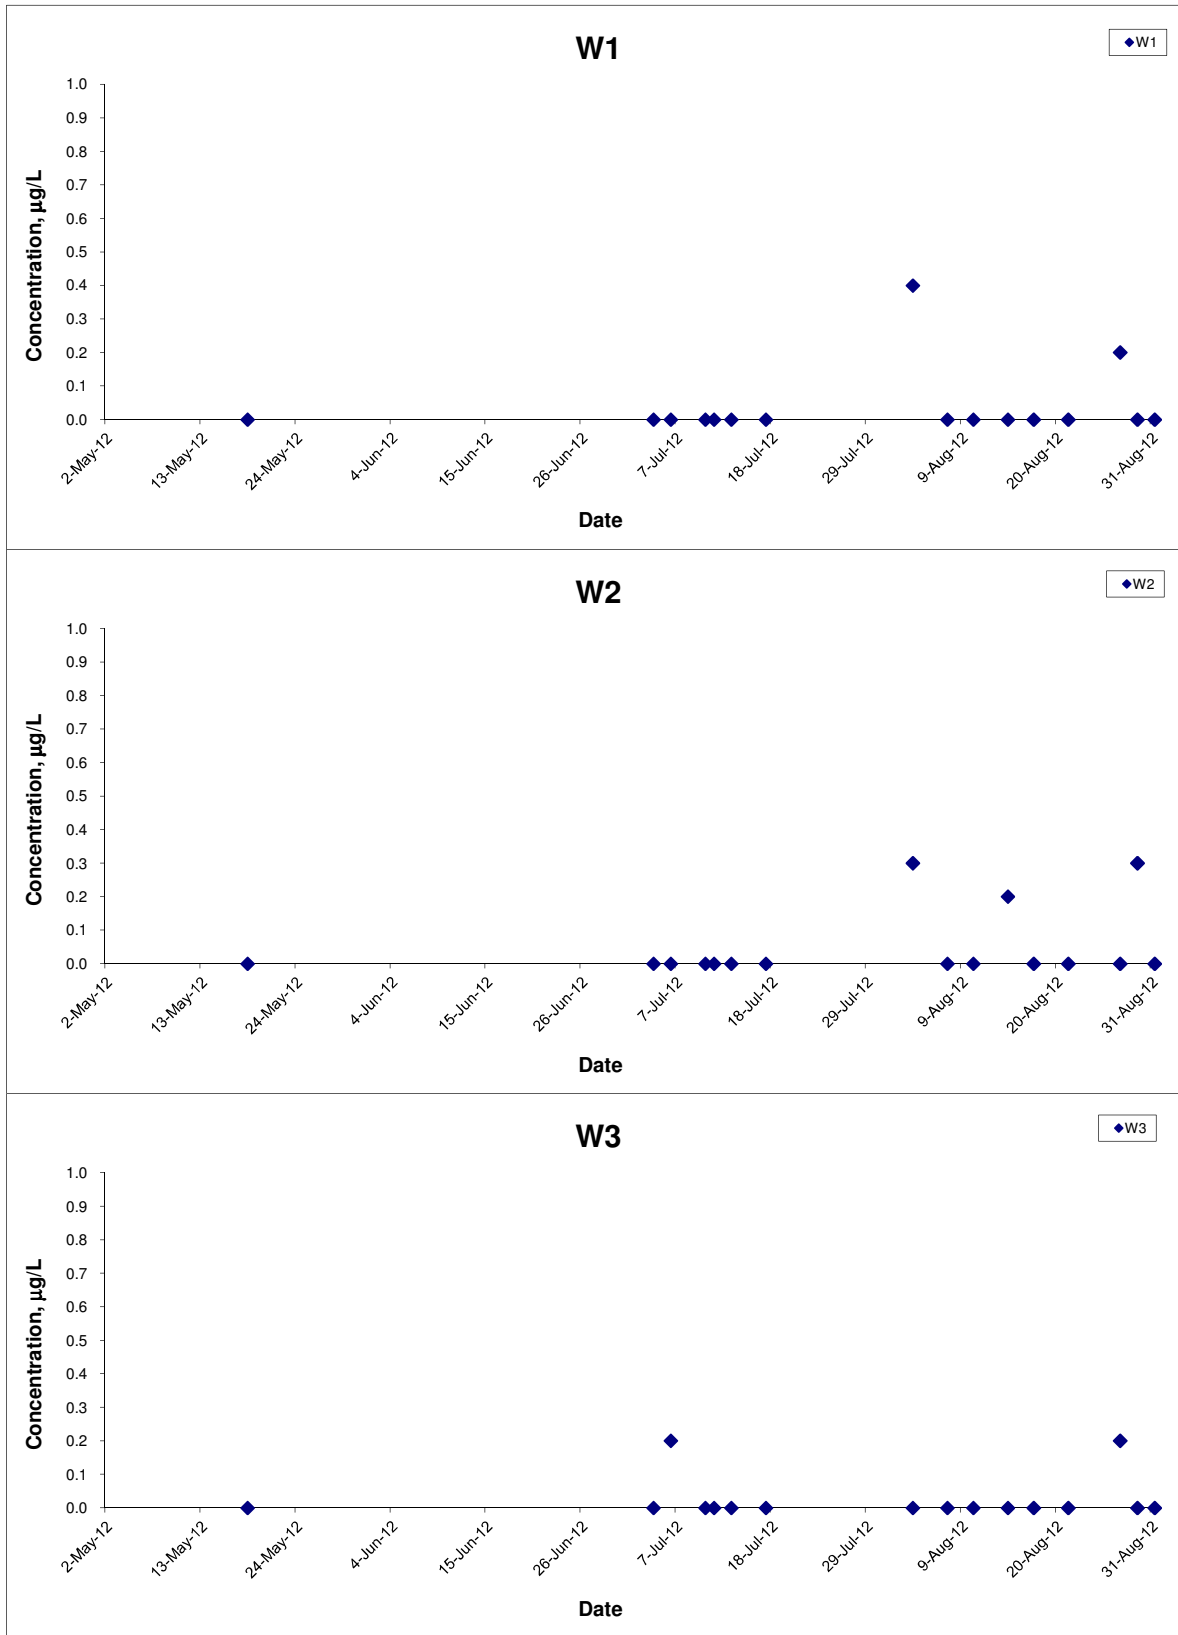 W1
W1
1.0
0.9
0.8
0.7
0.6
0.5
0.4
0.3
0.2
0.1
0.0
Concentration, µg/L
2-May-12
13-May-12
24-May-12
4-Jun-12
15-Jun-12
26-Jun-12
7-Jul-12
18-Jul-12
29-Jul-12
9-Aug-12
20-Aug-12
31-Aug-12
Date
W2
W2
1.0
0.9
0.8
0.7
0.6
0.5
0.4
0.3
0.2
0.1
0.0
Concentration, µg/L
2-May-12
13-May-12
24-May-12
4-Jun-12
15-Jun-12
26-Jun-12
7-Jul-12
18-Jul-12
29-Jul-12
9-Aug-12
20-Aug-12
31-Aug-12
Date
W3
W3
1.0
0.9
0.8
0.7
0.6
0.5
0.4
0.3
0.2
0.1
0.0
Concentration, µg/L
2-May-12
13-May-12
24-May-12
4-Jun-12
15-Jun-12
26-Jun-12
7-Jul-12
18-Jul-12
29-Jul-12
9-Aug-12
20-Aug-12
31-Aug-12
Date